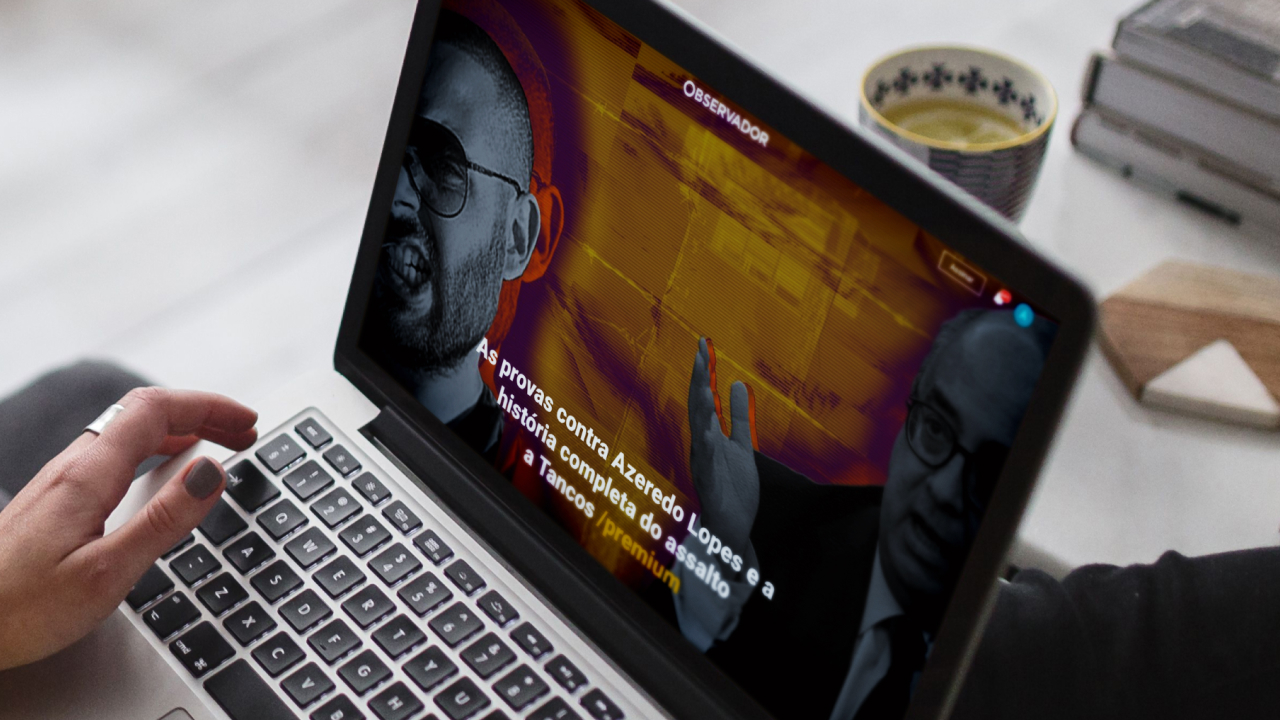 OBSERVADOR
As provas contra Azeredo Lopes e a
história completa do assalto
a Tancos /premium
Q
W
E
R
T
Y
U
A
S
D
F
G
H
Z
X
C
V
B